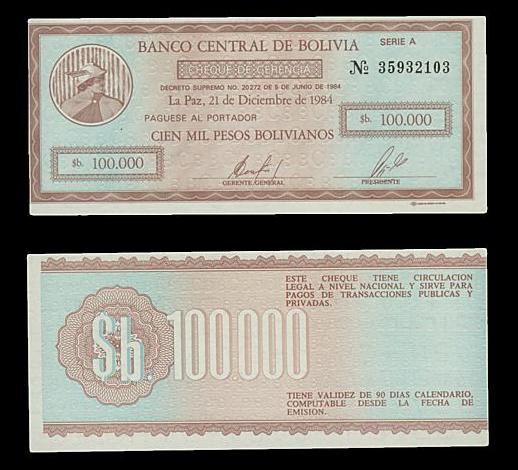 BANCO CENTRAL DE BOLIVIA
SERIE A
CHEQUE DE GERENCIA
Nº 35932103
DECRETO SUPREMO NO. 20272 DE 5 DE JUNIO DE 1984
La Paz, 21 de Diciembre de 1984
PAGUESE AL PORTADOR
$b. 100.000
CIEN MIL PESOS BOLIVIANOS
$b. 100.000
GERENTE GENERAL
PRESIDENTE
ESTE CHEQUE TIENE CIRCULACION
LEGAL A NIVEL NACIONAL Y SIRVE PARA
PAGOS DE TRANSACCIONES PUBLICAS Y
PRIVADAS.
$b. 100.000
TIENE VALIDEZ DE 90 DIAS CALENDARIO,
COMPUTABLE DESDE LA FECHA DE
EMISION.